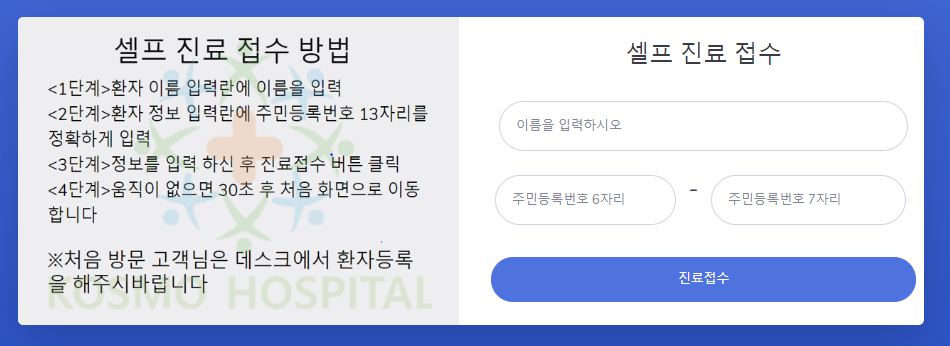 셀프 진료 접수 방법
<1단계>환자 이름 입력란에 이름을 입력
<2단계>환자 정보 입력란에 주민등록번호 13자리를
정확하게 입력
<3단계>정보를 입력 하신 후 진료접수 버튼 클릭
<4단계>움직이 없으면 30초 후 처음 화면으로 이동
합니다
※처음 방문 고객님은 데스크에서 환자등록
을 해주시바랍니다
KOSMO HOSPITAL
셀프 진료 접수
이름을 입력하시오
주민등록번호 6자리 - 주민등록번호 7자리
진료접수